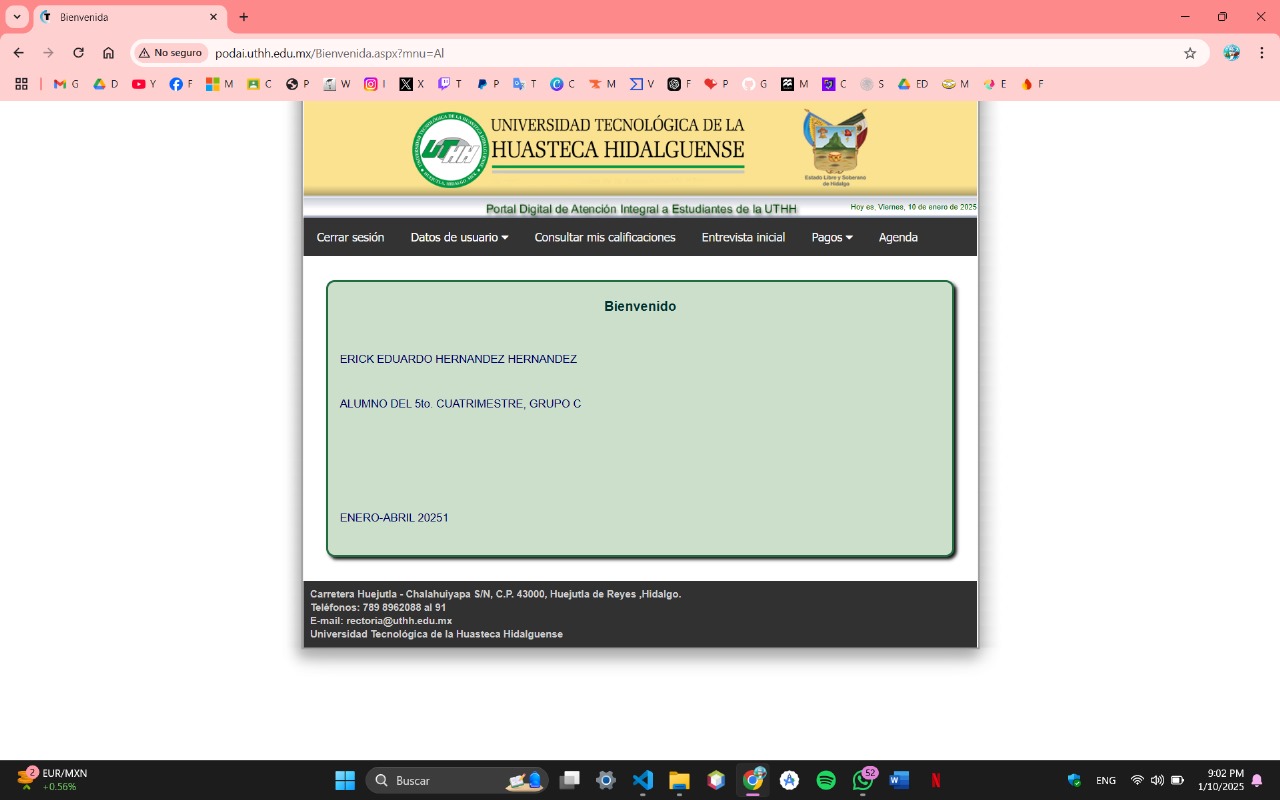 Bienvenida
No seguro
podai.uthh.edu.mx/Bienvenida.aspx?mnu=Al
G D Y F M C P W I X T P T C M V F P G M C S ED M E F
UNIVERSIDAD TECNOLÓGICA DE LA
HUASTECA HIDALGUENSE
UTHH
Estado Libre y Soberano
de Hidalgo
Portal Digital de Atención Integral a Estudiantes de la UTHH
Hoy es, Viernes, 10 de enero de 2025
Cerrar sesión Datos de usuario Consultar mis calificaciones Entrevista inicial Pagos Agenda
Bienvenido
ERICK EDUARDO HERNANDEZ HERNANDEZ
ALUMNO DEL 5to. CUATRIMESTRE, GRUPO C
ENERO-ABRIL 20251
Carretera Huejutla - Chalahuiyapa S/N, C.P. 43000, Huejutla de Reyes ,Hidalgo.
Teléfonos: 789 8962088 al 91
E-mail: rectoria@uthh.edu.mx
Universidad Tecnológica de la Huasteca Hidalguense
2
EUR/MXN
+0.56%
Buscar
52
ENG
9:02 PM
1/10/2025